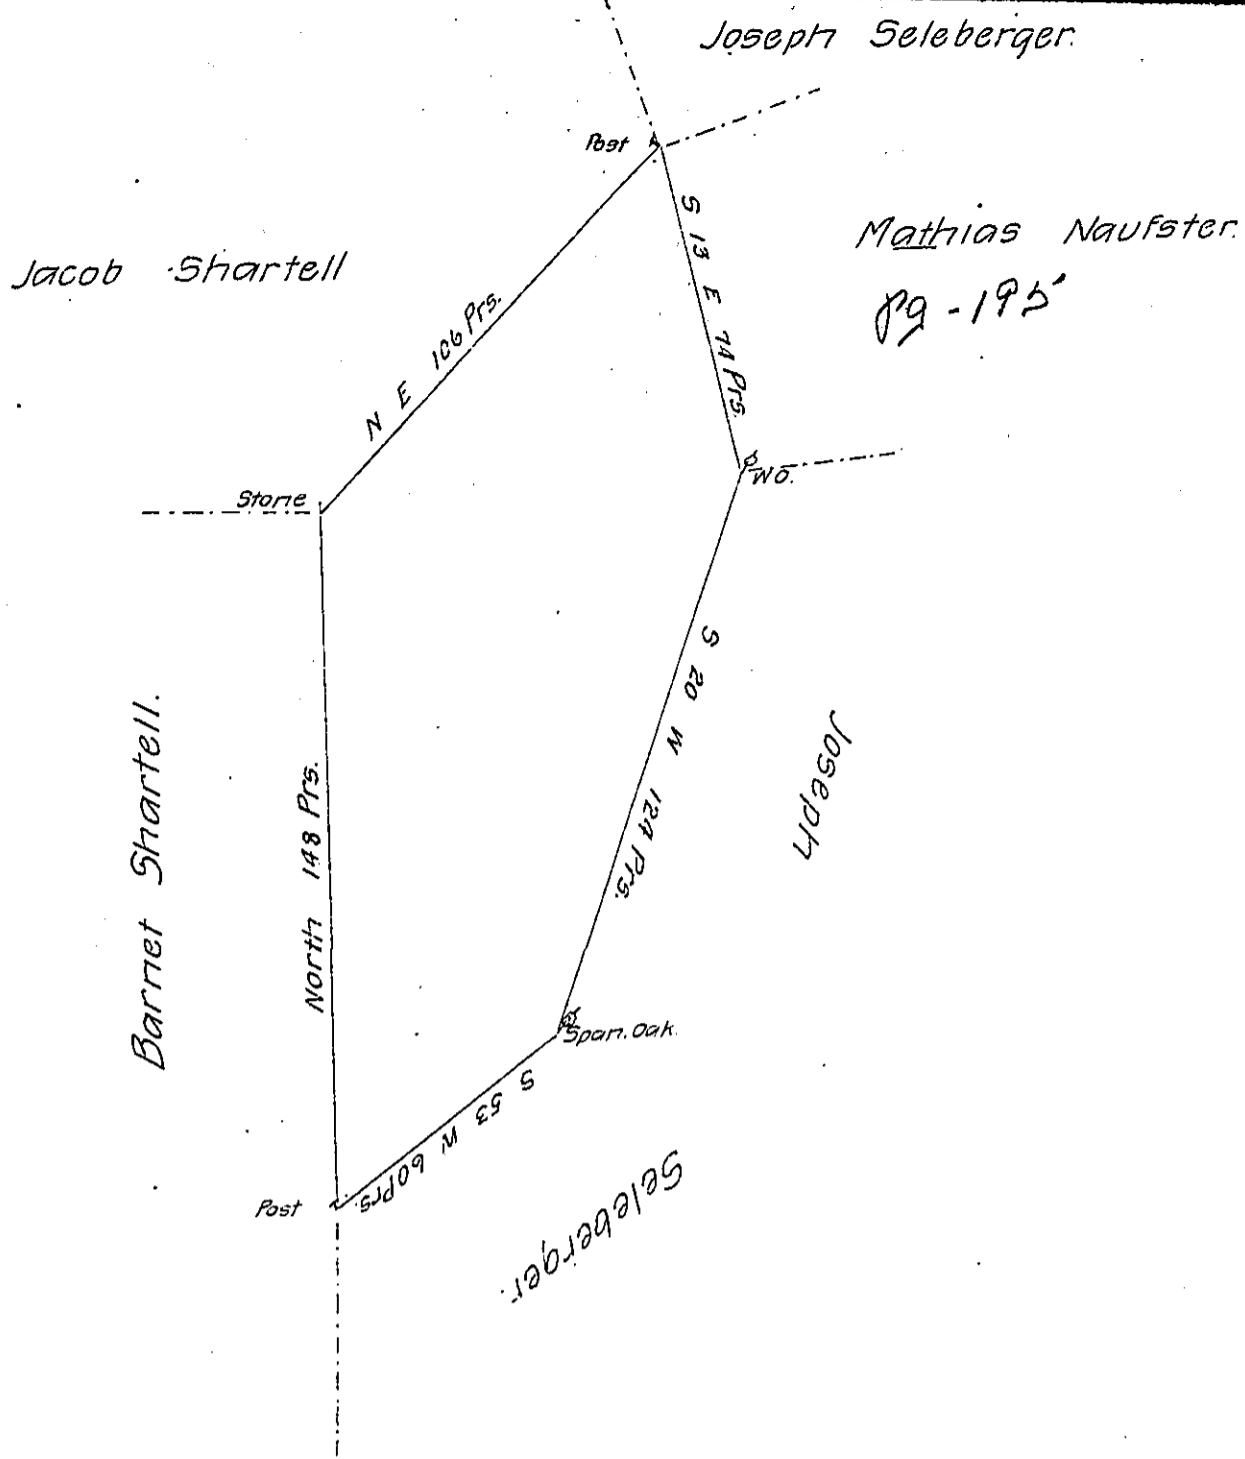 Joseph Seleberger.
Post
Mathias Naufster.
Jacob Shartell
pg - 195
S 13 E 74 Prs.
N E 106 Prs.
Stone
W O.
S 20 W 124 Prs.
Barnet Shartell.
North 148 Prs.
Joseph
Span. Oak.
S 53 W 60 Prs.
Post
Seleberger.